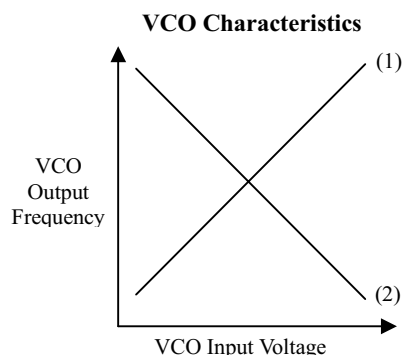 VCO Characteristics
(1)
VCO
Output
Frequency
(2)
VCO Input Voltage